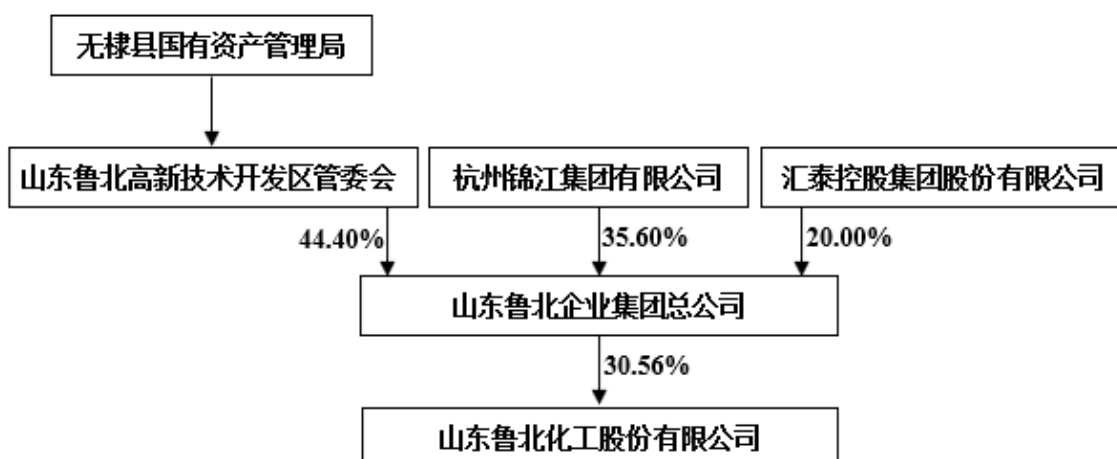 无棣县国有资产管理局
山东鲁北高新技术开发区管委会
杭州锦江集团有限公司
汇泰控股集团股份有限公司
44.40%
35.60%
20.00%
山东鲁北企业集团总公司
30.56%
山东鲁北化工股份有限公司